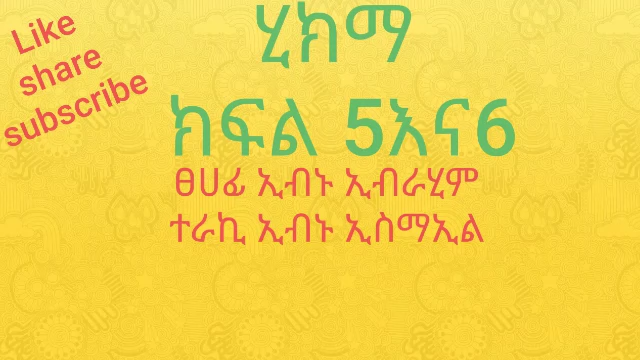 Like
share
subscribe
ሂክማ
ክፍል 5እና6
ፀሀፊ ኢብኑ ኢብራሂም
ተራኪ ኢብኑ ኢስማኢል